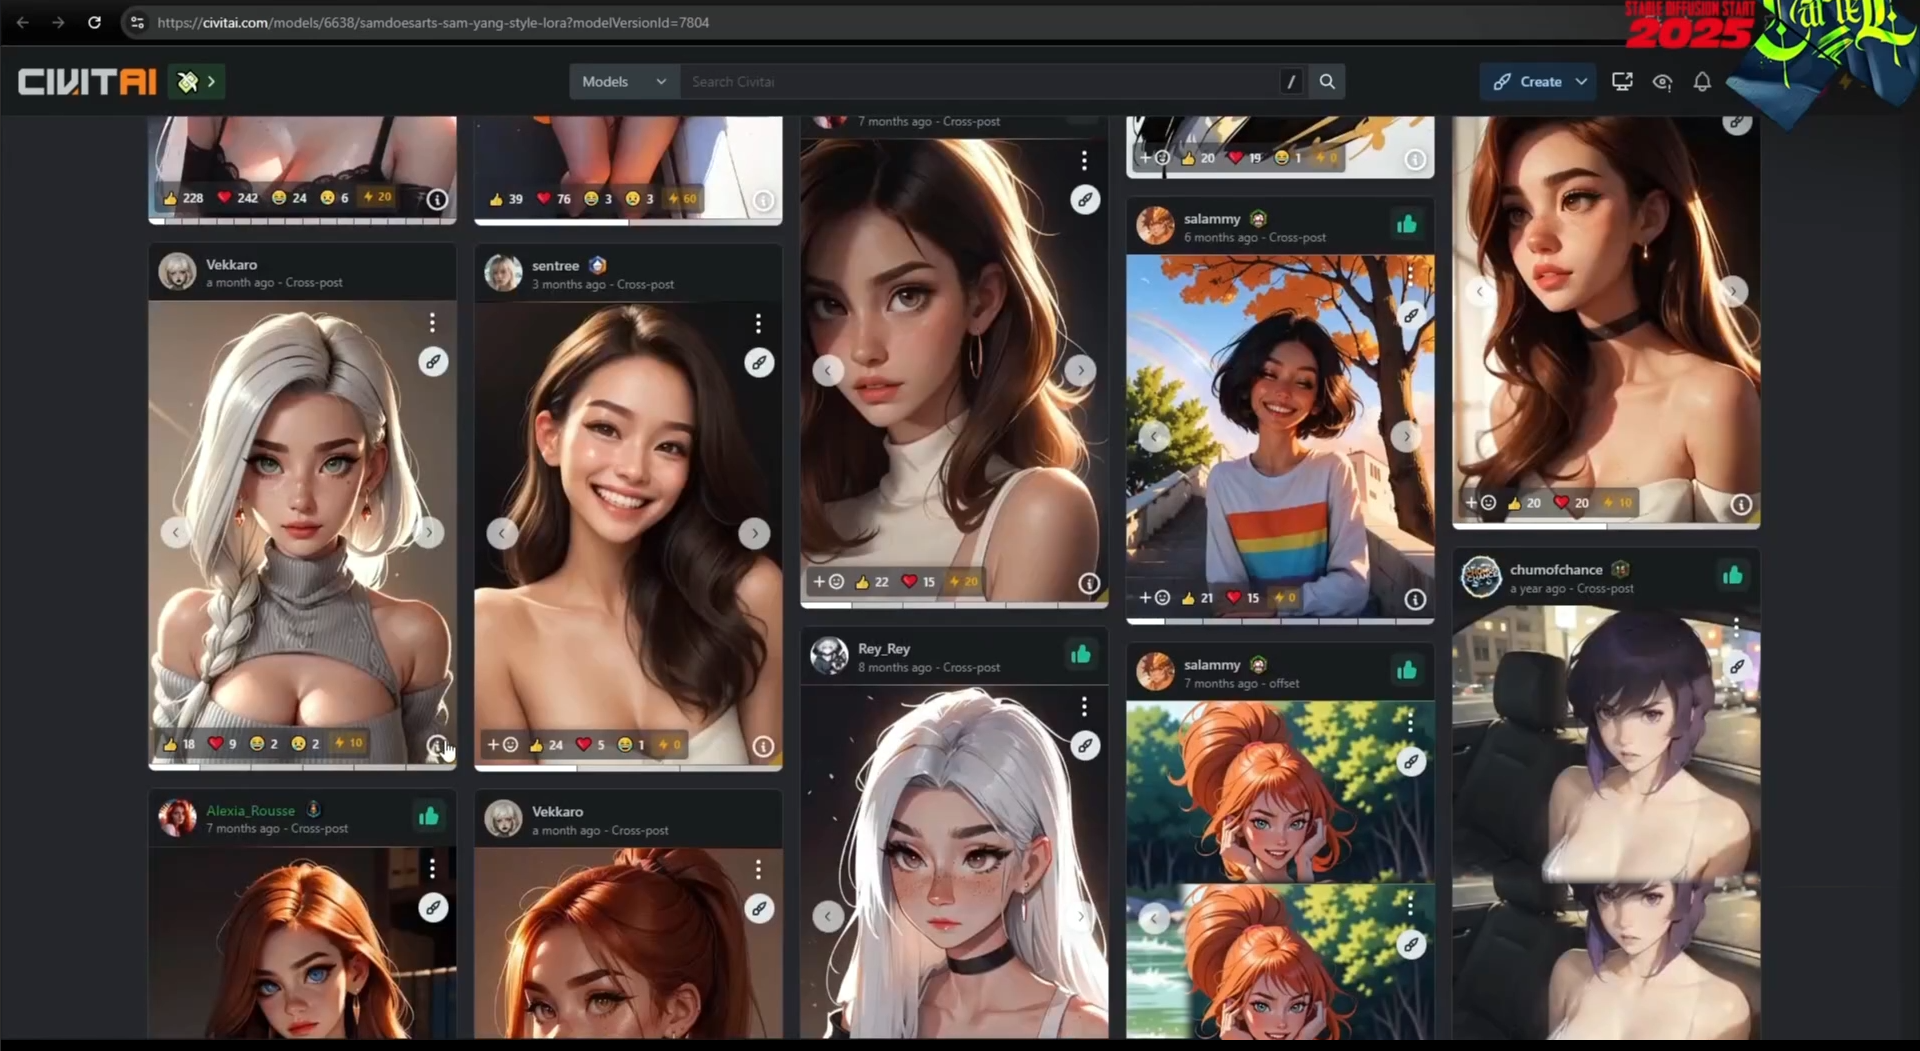 https://civitai.com/models/6638/samdoesarts-sam-yang-style-lora?modelVersionId=7804
STABLE DIFFUSION START
2025
CartEL
CIVITAI
Models
Search Civitai
/
Create
7 months ago - Cross-post
228 242 24 6 20
39 76 3 3 60
20 19 1 0
Vekkaro
a month ago - Cross-post
18 9 2 2 10
sentree
3 months ago - Cross-post
24 5 1 0
22 15 20
salammy
6 months ago - Cross-post
21 15 0
20 20 10
Rey_Rey
8 months ago - Cross-post
salammy
7 months ago - offset
chumofchance
a year ago - Cross-post
Alexia_Rousse
7 months ago - Cross-post
Vekkaro
a month ago - Cross-post